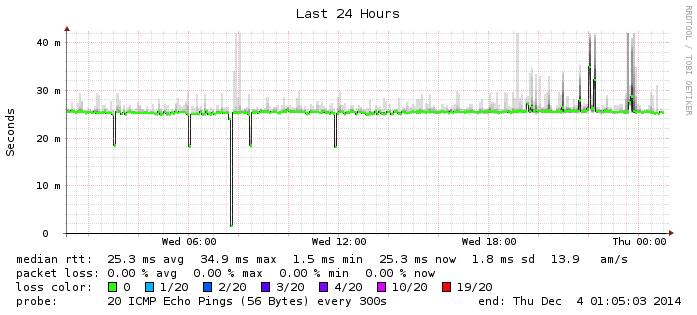 Last 24 Hours
RRDTOOL / TOBI OETIKER
Seconds
40 m
30 m
20 m
10 m
0
Wed 06:00 Wed 12:00 Wed 18:00 Thu 00:00
median rtt: 25.3 ms avg 34.9 ms max 1.5 ms min 25.3 ms now 1.8 ms sd 13.9 am/s
packet loss: 0.00 % avg 0.00 % max 0.00 % min 0.00 % now
loss color: 0 1/20 2/20 3/20 4/20 10/20 19/20
probe: 20 ICMP Echo Pings (56 Bytes) every 300s end: Thu Dec 4 01:05:03 2014